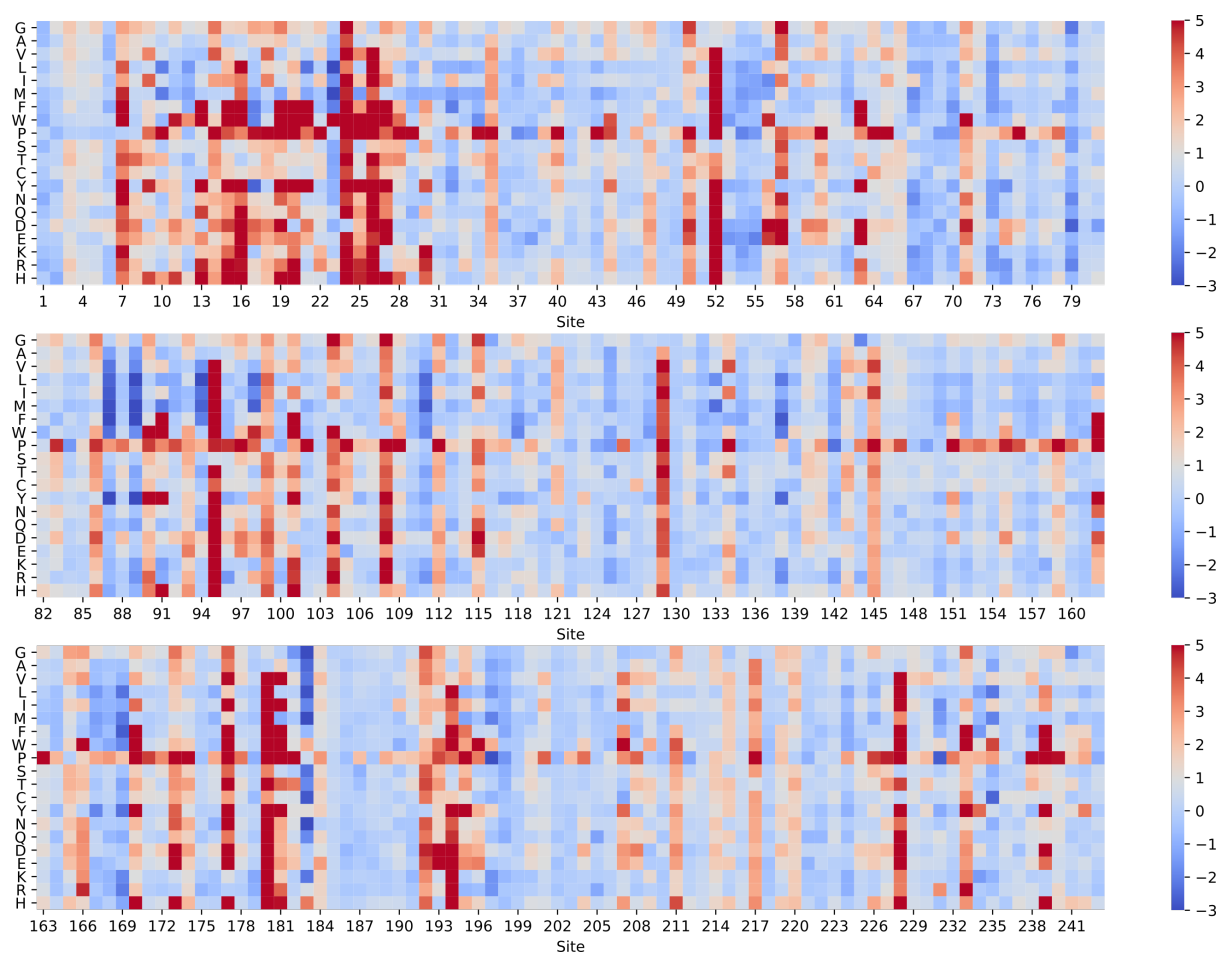 G
A
V
L
I
M
F
W
P
S
T
C
Y
N
Q
D
E
K
R
H
1 4 7 10 13 16 19 22 25 28 31 34 37 40 43 46 49 52 55 58 61 64 67 70 73 76 79
Site
5
4
3
2
1
0
−1
−2
−3
G
A
V
L
I
M
F
W
P
S
T
C
Y
N
Q
D
E
K
R
H
82 85 88 91 94 97 100 103 106 109 112 115 118 121 124 127 130 133 136 139 142 145 148 151 154 157 160
Site
5
4
3
2
1
0
−1
−2
−3
G
A
V
L
I
M
F
W
P
S
T
C
Y
N
Q
D
E
K
R
H
163 166 169 172 175 178 181 184 187 190 193 196 199 202 205 208 211 214 217 220 223 226 229 232 235 238 241
Site
5
4
3
2
1
0
−1
−2
−3